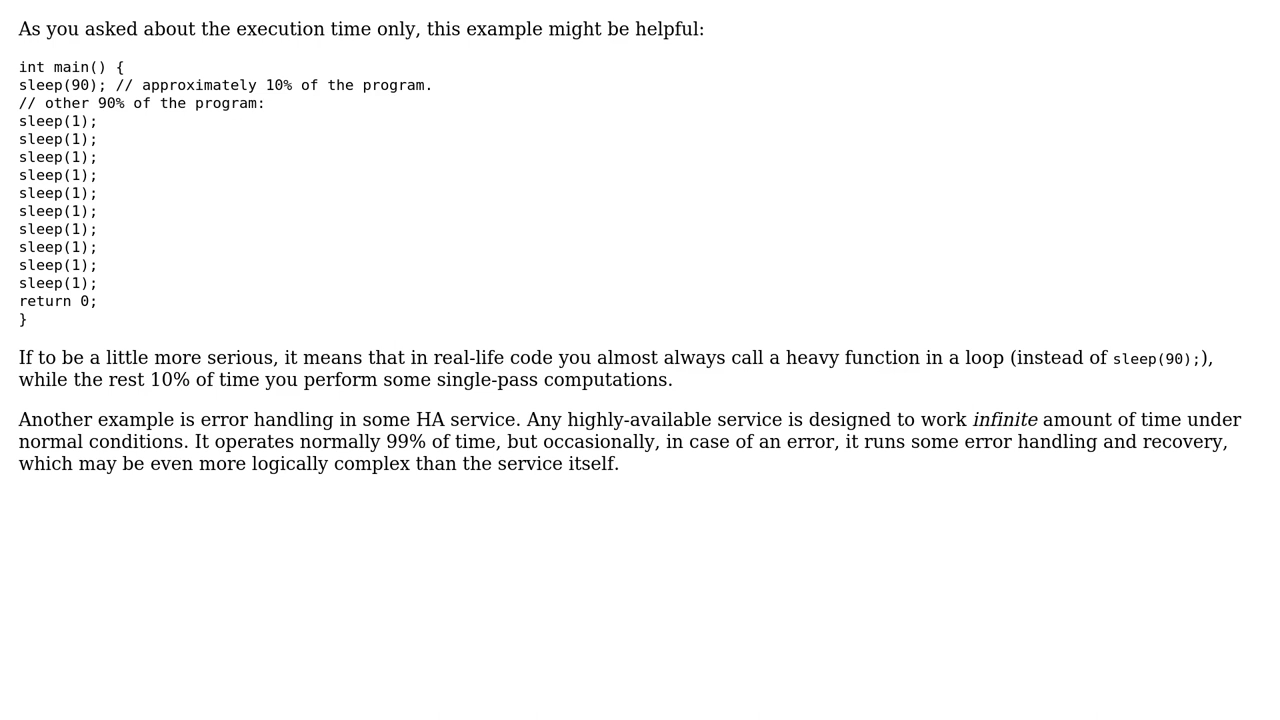 As you asked about the execution time only, this example might be helpful:
int main() {
sleep(90); // approximately 10% of the program.
// other 90% of the program:
sleep(1);
sleep(1);
sleep(1);
sleep(1);
sleep(1);
sleep(1);
sleep(1);
sleep(1);
sleep(1);
sleep(1);
return 0;
}
If to be a little more serious, it means that in real-life code you almost always call a heavy function in a loop (instead of sleep(90);),
while the rest 10% of time you perform some single-pass computations.
Another example is error handling in some HA service. Any highly-available service is designed to work infinite amount of time under
normal conditions. It operates normally 99% of time, but occasionally, in case of an error, it runs some error handling and recovery,
which may be even more logically complex than the service itself.